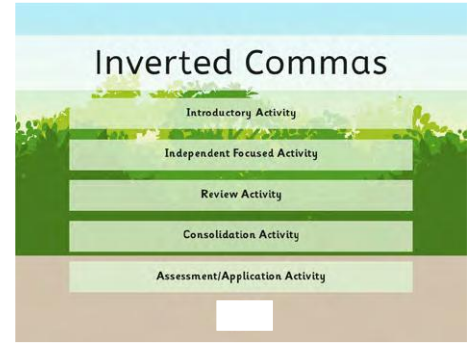 Inverted Commas
Introductory Activity
Independent Focused Activity
Review Activity
Consolidation Activity
Assessment/Application Activity